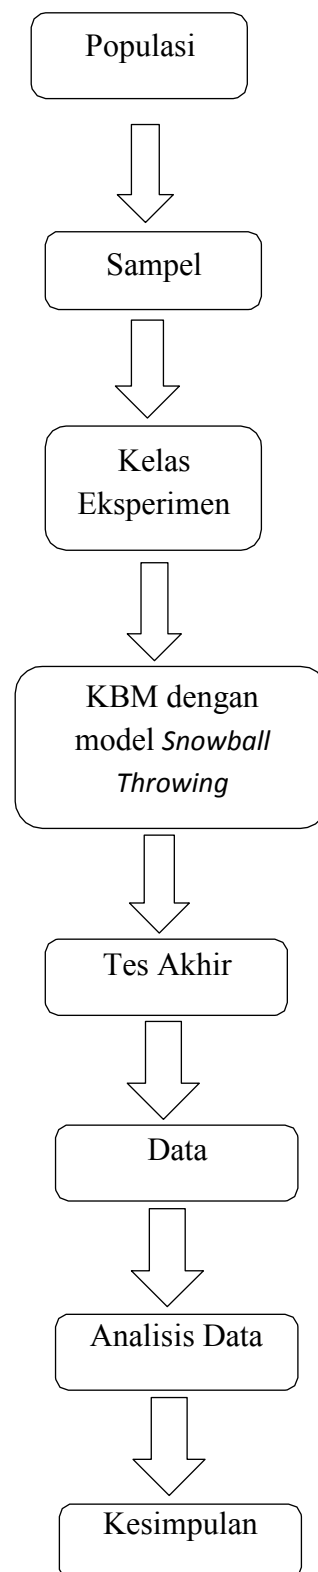 Populasi
Sampel
Kelas
Eksperimen
KBM dengan
model Snowball
Throwing
Tes Akhir
Data
Analisis Data
Kesimpulan